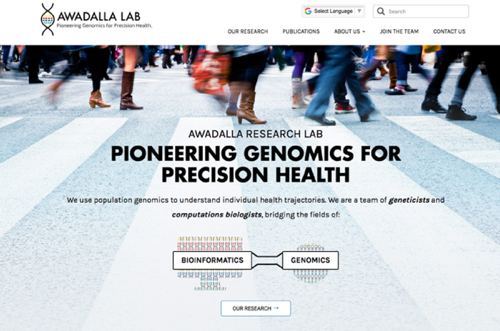 AWADALLA LAB
Pioneering Genomics for Precision Health.
Select Language
Search
OUR RESEARCH PUBLICATIONS ABOUT US JOIN THE TEAM CONTACT US
AWADALLA RESEARCH LAB
PIONEERING GENOMICS FOR
PRECISION HEALTH
We use population genomics to understand individual health trajectories. We are a team of geneticists and
computations biologists, bridging the fields of:
BIOINFORMATICS GENOMICS
OUR RESEARCH →